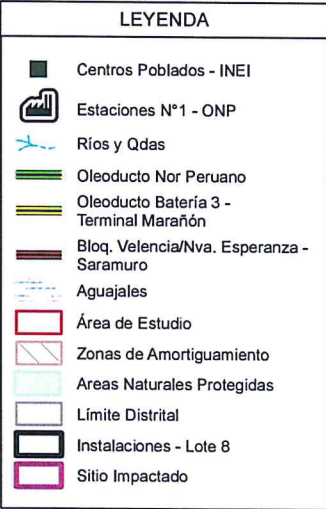 LEYENDA
Centros Poblados - INEI
Estaciones N°1 - ONP
Ríos y Qdas
Oleoducto Nor Peruano
Oleoducto Batería 3 -
Terminal Marañón
Bloq. Velencia/Nva. Esperanza -
Saramuro
Aguajales
Área de Estudio
Zonas de Amortiguamiento
Areas Naturales Protegidas
Límite Distrital
Instalaciones - Lote 8
Sitio Impactado